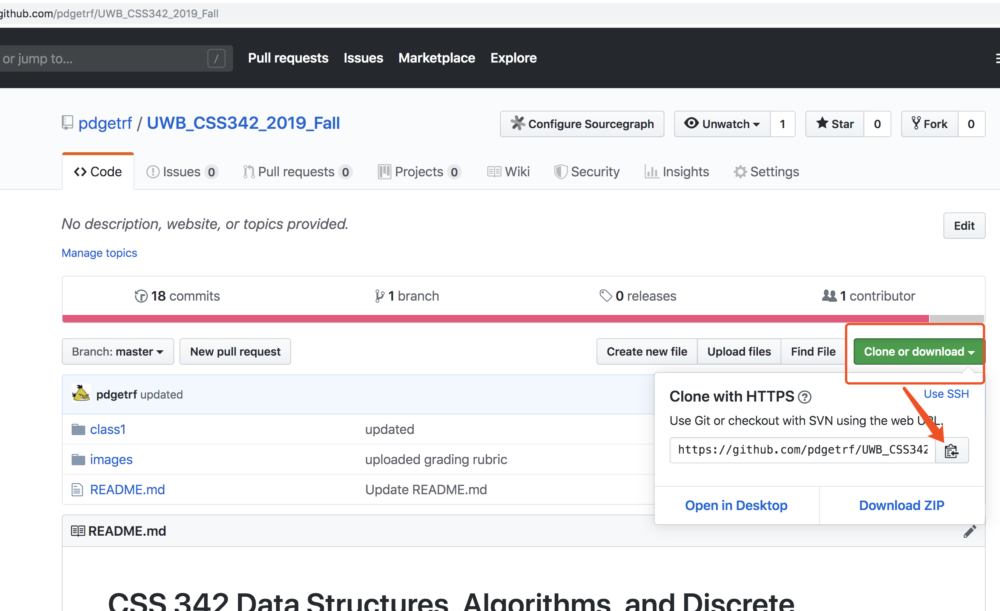 github.com/pdgetrf/UWB_CSS342_2019_Fall
or jump to... /
Pull requests Issues Marketplace Explore
pdgetrf / UWB_CSS342_2019_Fall
Configure Sourcegraph Unwatch 1 Star 0 Fork 0
Code Issues 0 Pull requests 0 Projects 0 Wiki Security Insights Settings
No description, website, or topics provided.
Edit
Manage topics
18 commits 1 branch 0 releases 1 contributor
Branch: master New pull request Create new file Upload files Find File Clone or download
pdgetrf updated
Clone with HTTPS ? Use SSH
Use Git or checkout with SVN using the web URL.
https://github.com/pdgetrf/UWB_CSS342
Open in Desktop Download ZIP
class1 updated
images uploaded grading rubric
README.md Update README.md
README.md
CSS 342 Data Structures, Algorithms, and Discrete